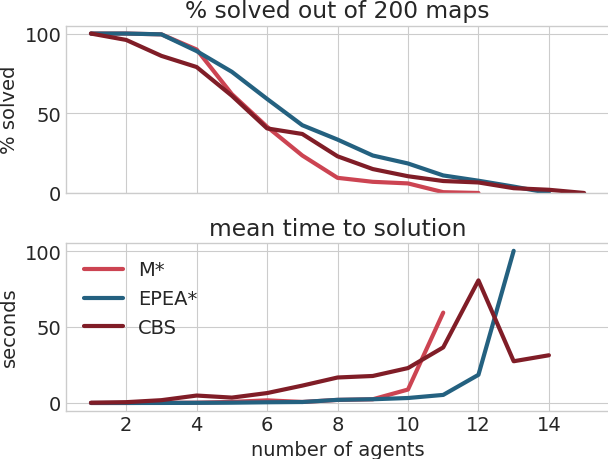 % solved out of 200 maps
% solved
100
50
0
mean time to solution
seconds
100
50
0
M*
EPEA*
CBS
2 4 6 8 10 12 14
number of agents